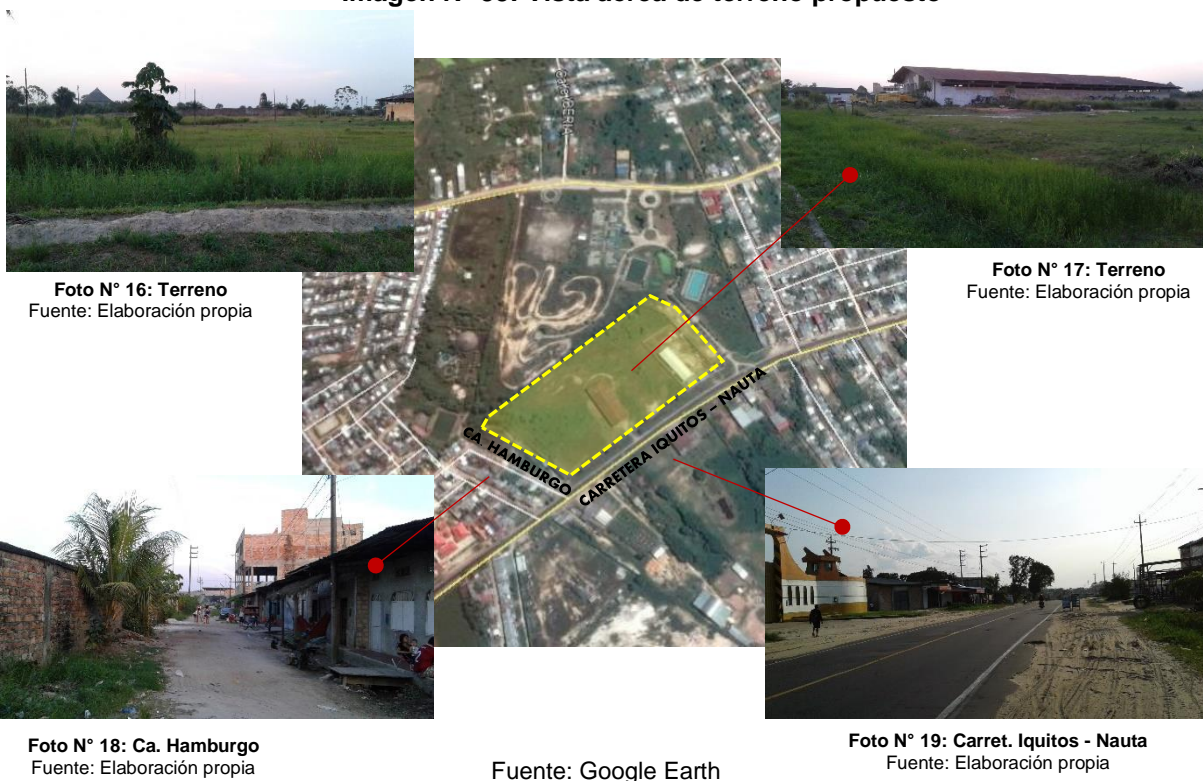 Foto N° 16: Terreno
Fuente: Elaboración propia
Foto N° 17: Terreno
Fuente: Elaboración propia
CA. HAMBURGO
CARRETERA IQUITOS – NAUTA
Foto N° 18: Ca. Hamburgo
Fuente: Elaboración propia
Fuente: Google Earth
Foto N° 19: Carret. Iquitos - Nauta
Fuente: Elaboración propia